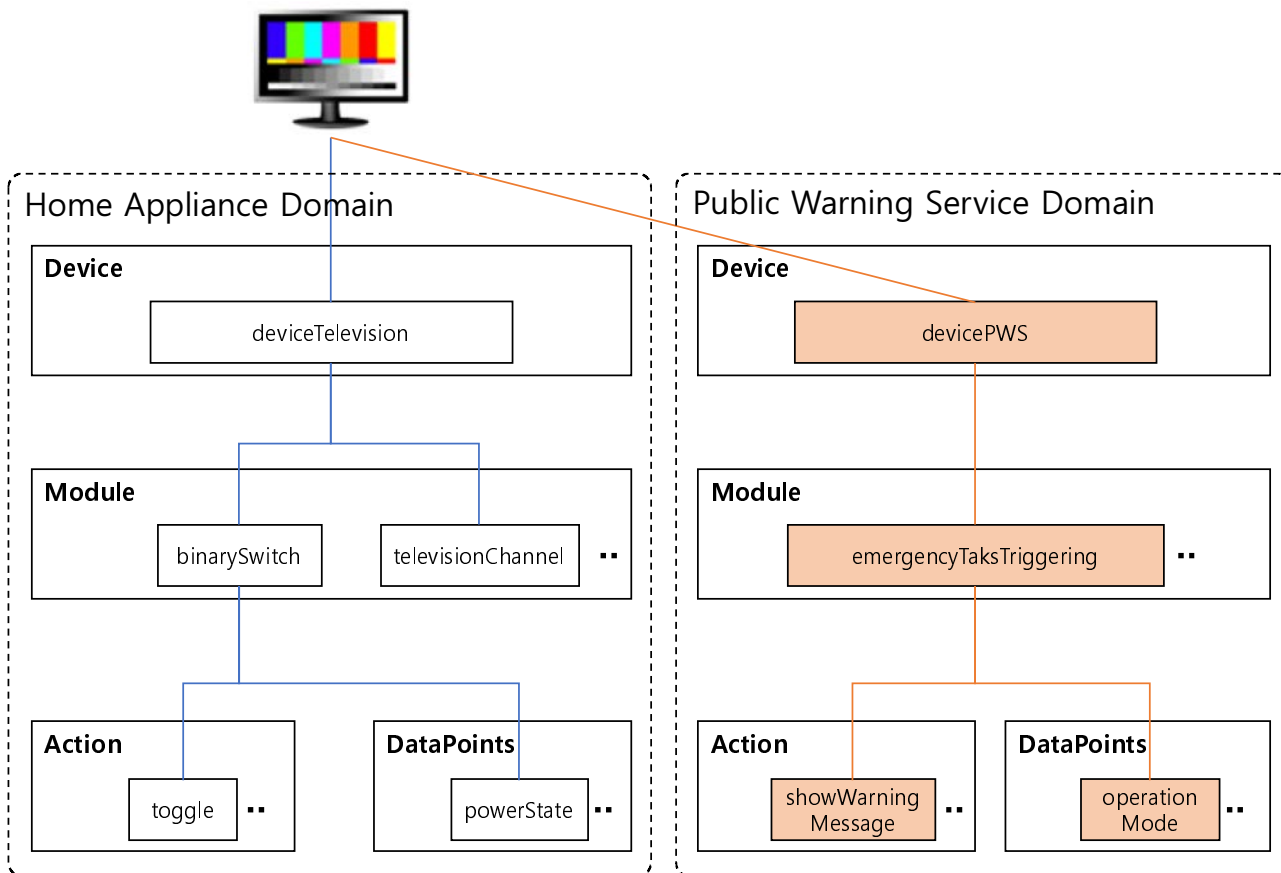 Home Appliance Domain
Device
deviceTelevision
Module
binarySwitch
televisionChannel
..
Action
toggle
..
DataPoints
powerState
..
Public Warning Service Domain
Device
devicePWS
Module
emergencyTaksTriggering
..
Action
showWarning
Message
..
DataPoints
operation
Mode
..